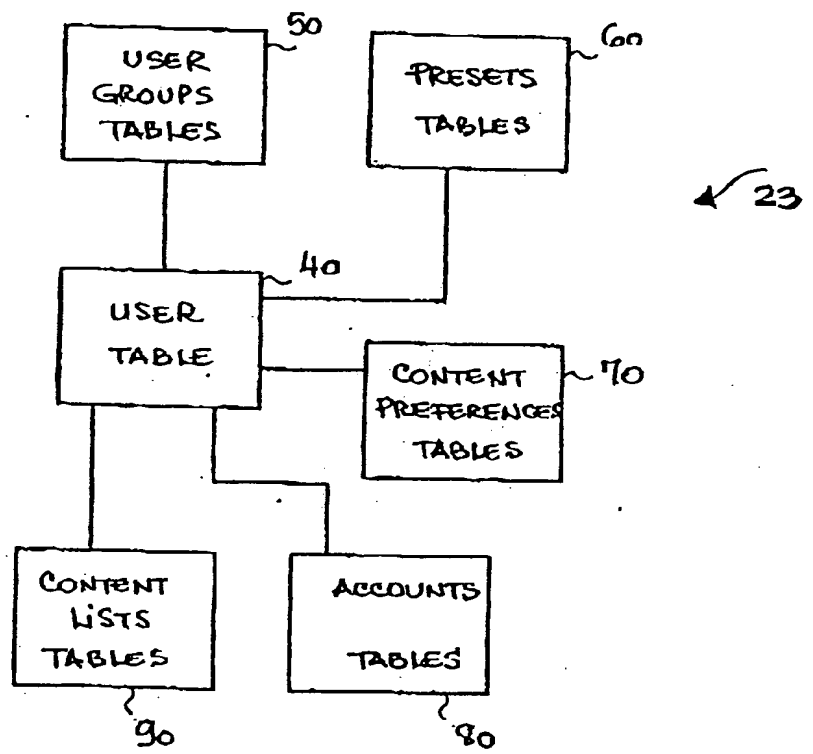 50
USER
GROUPS
TABLES
60
PRESETS
TABLES
23
40
USER
TABLE
70
CONTENT
PREFERENCES
TABLES
CONTENT
LISTS
TABLES
90
ACCOUNTS
TABLES
80